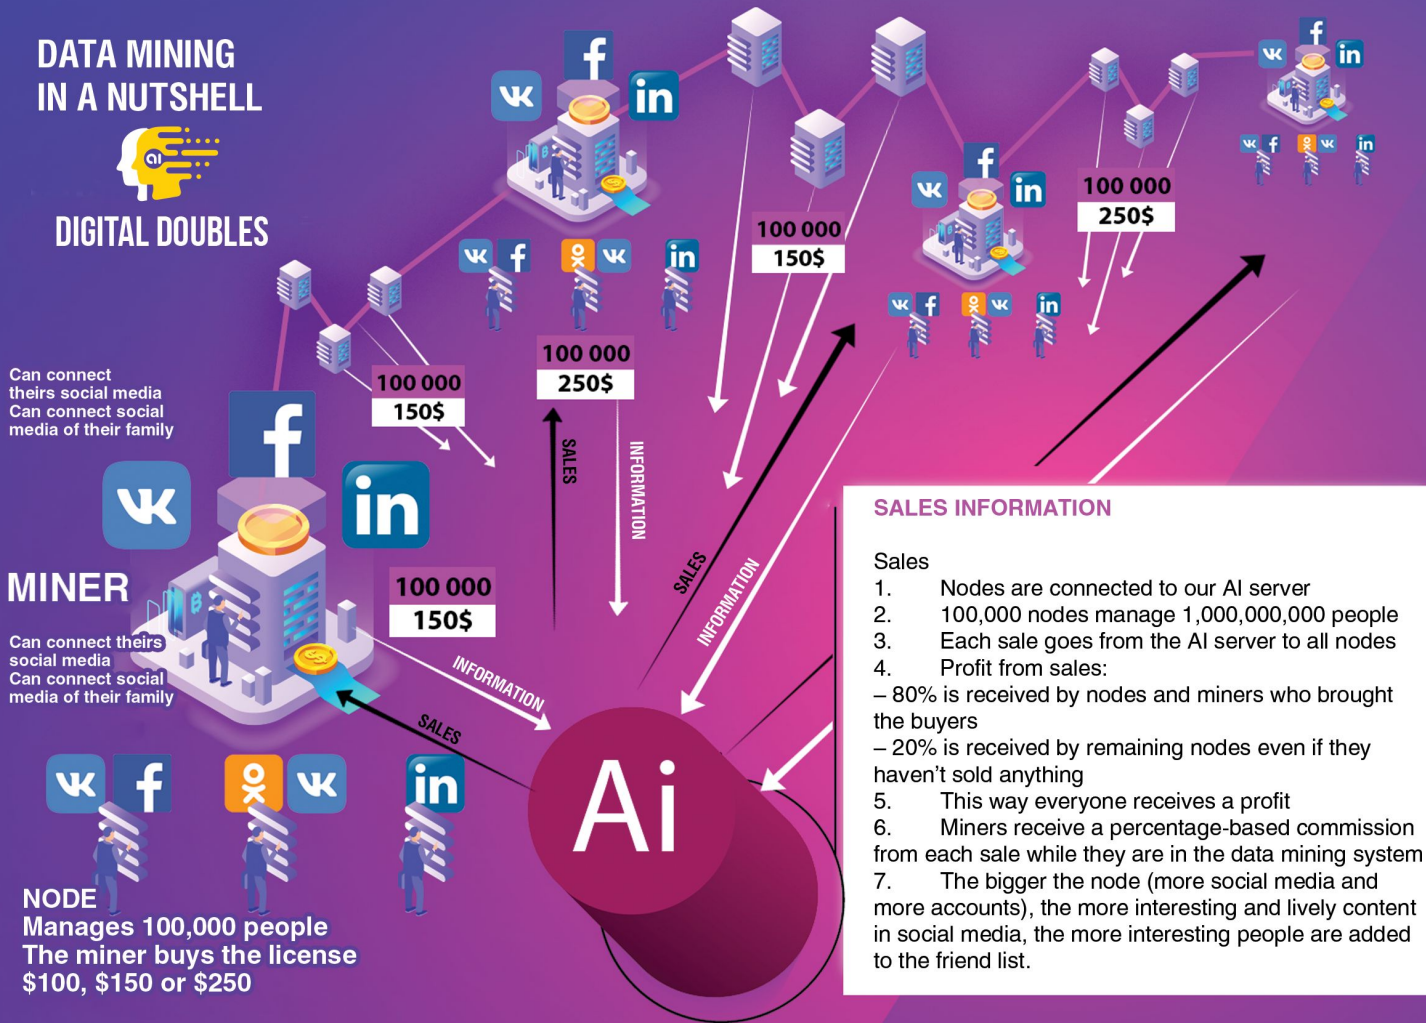 DATA MINING
IN A NUTSHELL
ai
DIGITAL DOUBLES
100 000
150$
100 000
250$
100 000
150$
100 000
250$
Can connect
theirs social media
Can connect social
media of their family
f
VK
in
MINER
Can connect theirs
social media
Can connect social
media of their family
100 000
150$
INFORMATION
SALES
SALES
INFORMATION
SALES
INFORMATION
Ai
NODE
Manages 100,000 people
The miner buys the license
$100, $150 or $250
SALES INFORMATION
Sales
1. Nodes are connected to our AI server
2. 100,000 nodes manage 1,000,000,000 people
3. Each sale goes from the AI server to all nodes
4. Profit from sales:
– 80% is received by nodes and miners who brought
the buyers
– 20% is received by remaining nodes even if they
haven’t sold anything
5. This way everyone receives a profit
6. Miners receive a percentage-based commission
from each sale while they are in the data mining system
7. The bigger the node (more social media and
more accounts), the more interesting and lively content
in social media, the more interesting people are added
to the friend list.